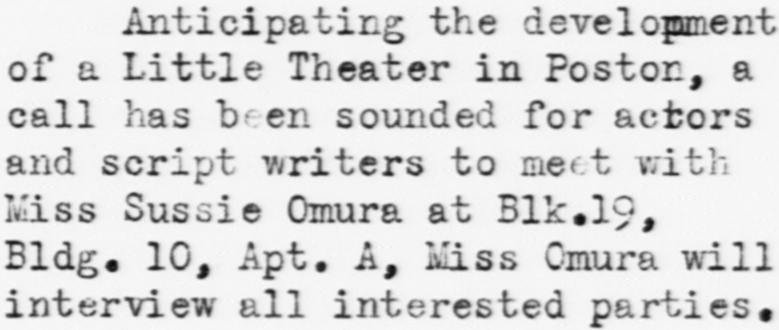 Anticipating the development
of a Little Theater in Poston, a
call has been sounded for actors
and script writers to meet with
Miss Sussie Omura at Blk.19,
Bldg. 10, Apt. A, Miss Omura will
interview all interested parties.